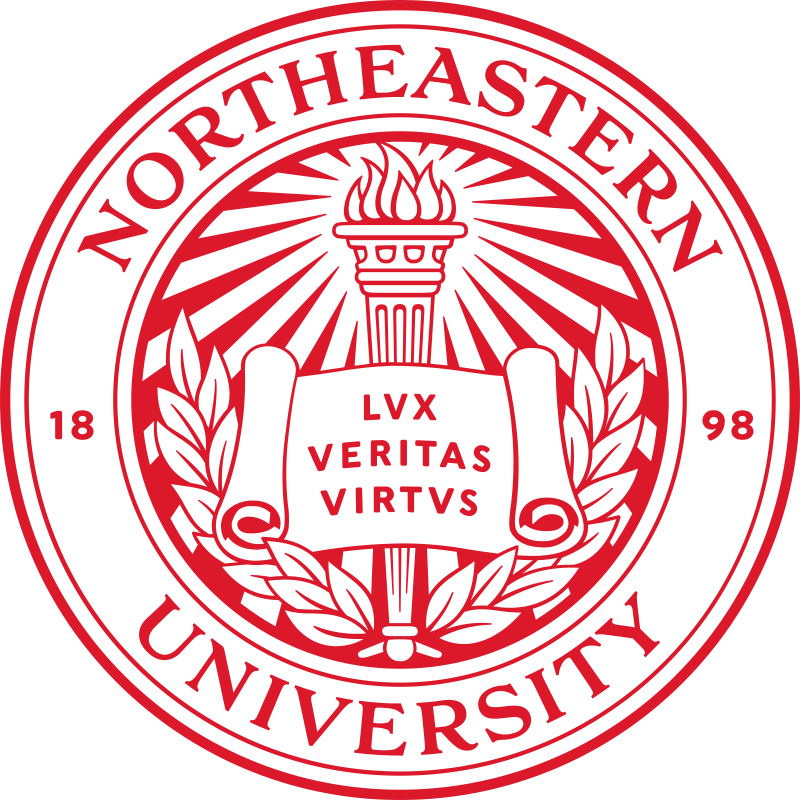 NORTHEASTERN
18 98
LVX
VERITAS
VIRTVS
UNIVERSITY